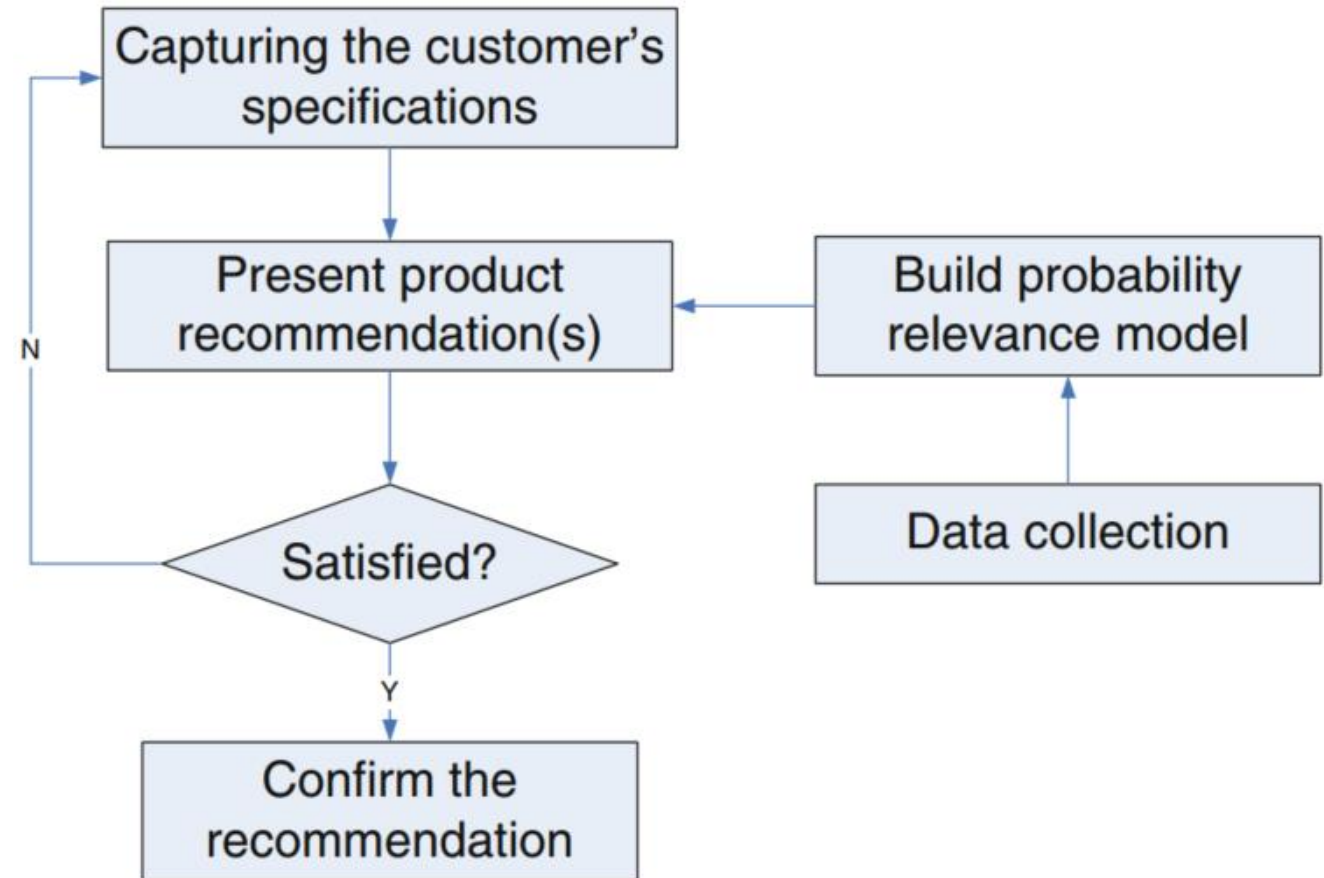 Capturing the customer's
specifications
Present product
recommendation(s)
Build probability
relevance model
N
Satisfied?
Data collection
Y
Confirm the
recommendation